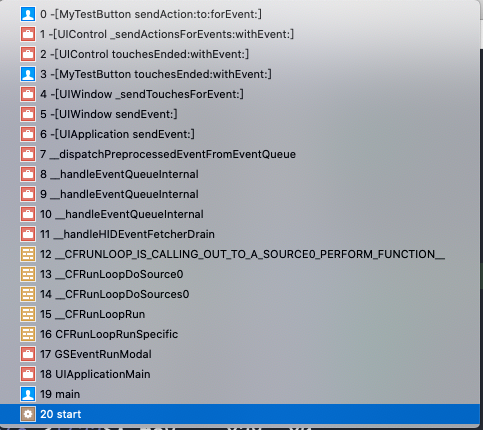 0 -[MyTestButton sendAction:to:forEvent:]
1 -[UIControl _sendActionsForEvents:withEvent:]
2 -[UIControl touchesEnded:withEvent:]
3 -[MyTestButton touchesEnded:withEvent:]
4 -[UIWindow _sendTouchesForEvent:]
5 -[UIWindow sendEvent:]
6 -[UIApplication sendEvent:]
7 __dispatchPreprocessedEventFromEventQueue
8 __handleEventQueueInternal
9 __handleEventQueueInternal
10 __handleEventQueueInternal
11 __handleHIDEventFetcherDrain
12 __CFRUNLOOP_IS_CALLING_OUT_TO_A_SOURCE0_PERFORM_FUNCTION__
13 __CFRunLoopDoSource0
14 __CFRunLoopDoSources0
15 __CFRunLoopRun
16 CFRunLoopRunSpecific
17 GSEventRunModal
18 UIApplicationMain
19 main
20 start